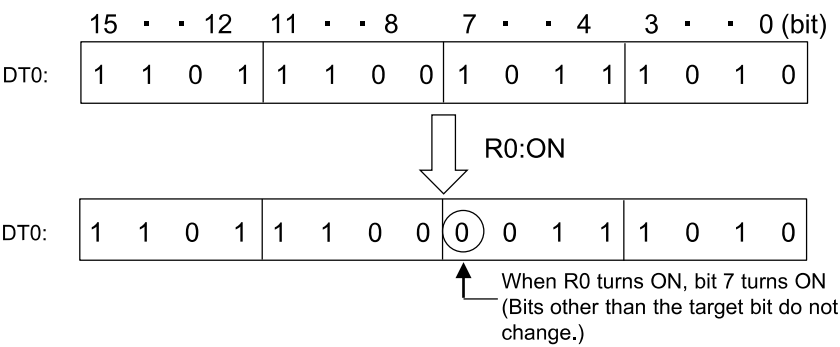 15 · · 12 11 · · 8 7 · · 4 3 · · 0 (bit)
DT0: 1 1 0 1 1 1 0 0 1 0 1 1 1 0 1 0
R0:ON
DT0: 1 1 0 1 1 1 0 0 0 0 1 1 1 0 1 0
When R0 turns ON, bit 7 turns ON
(Bits other than the target bit do not
change.)